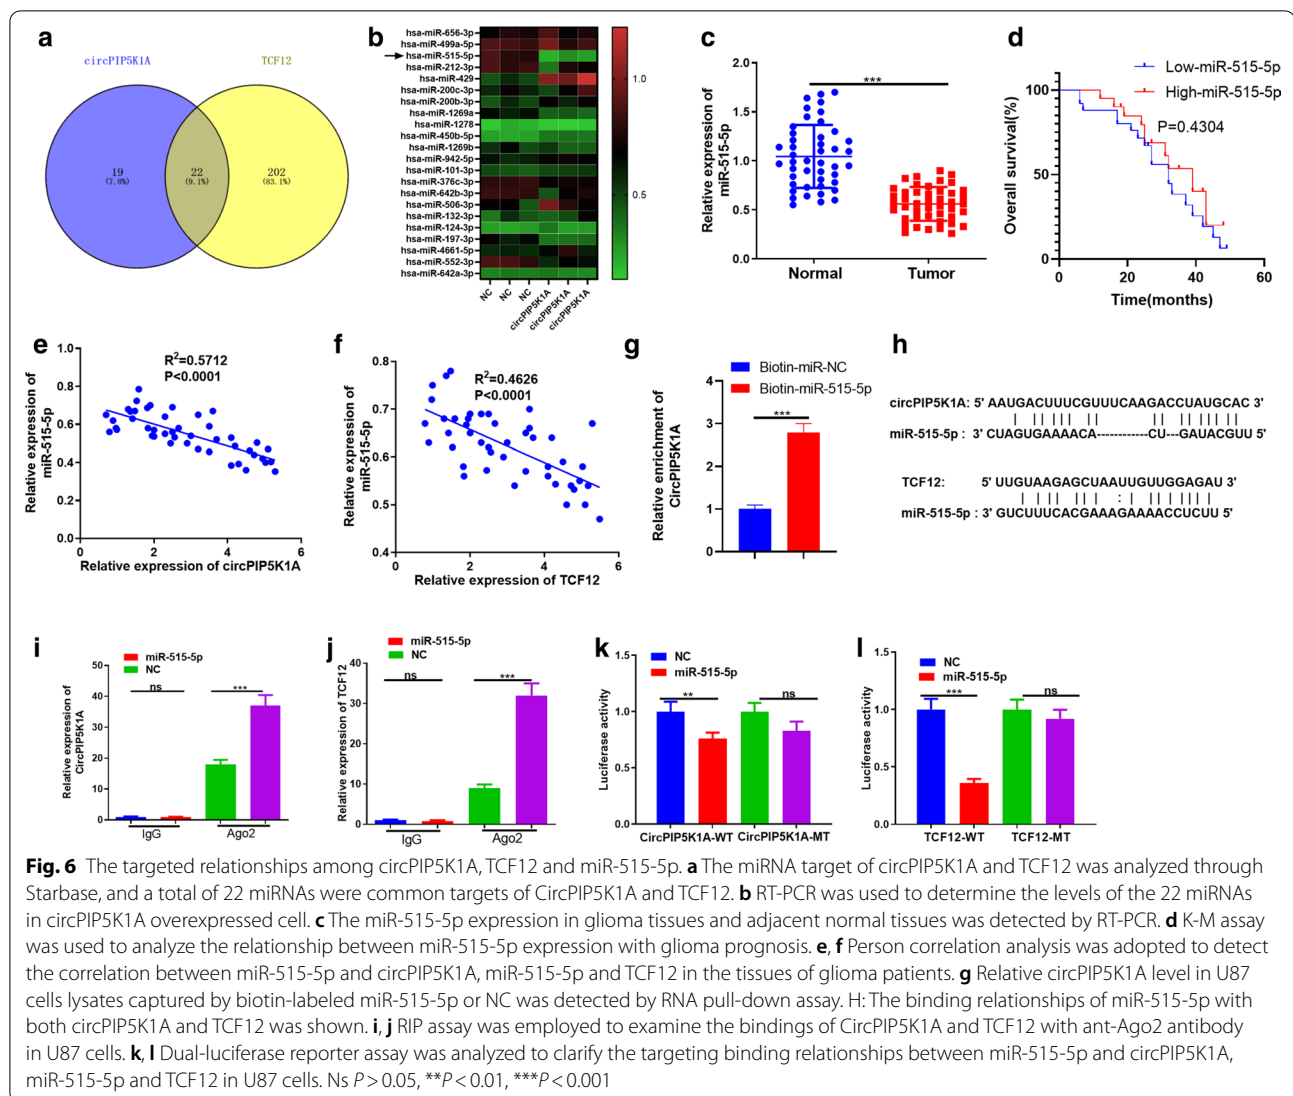 a
circPIP5K1A
TCF12
19
(7.8%)
22
(9.1%)
202
(83.1%)
b
hsa-miR-656-3p
hsa-miR-499a-5p
hsa-miR-515-5p
hsa-miR-212-3p
hsa-miR-429
hsa-miR-200c-3p
hsa-miR-200b-3p
hsa-miR-1269a
hsa-miR-1278
hsa-miR-450b-5p
hsa-miR-1269b
hsa-miR-942-5p
hsa-miR-101-3p
hsa-miR-376c-3p
hsa-miR-642b-3p
hsa-miR-506-3p
hsa-miR-132-3p
hsa-miR-124-3p
hsa-miR-197-3p
hsa-miR-4661-5p
hsa-miR-552-3p
hsa-miR-642a-3p
NC
NC
NC
circPIP5K1A
circPIP5K1A
circPIP5K1A
1.0
0.5
c
Relative expression of
miR-515-5p
2.0
1.5
1.0
0.5
0.0
***
Normal
Tumor
d
Low-miR-515-5p
High-miR-515-5p
P=0.4304
Overall survival(%)
100
50
0
0
20
40
60
Time(months)
e
R²=0.5712
P<0.0001
Relative expression of
miR-515-5p
1.0
0.8
0.6
0.4
0.2
0.0
0
2
4
6
Relative expression of circPIP5K1A
f
R²=0.4626
P<0.0001
Relative expression of
miR-515-5p
0.8
0.7
0.6
0.5
0.4
0
2
4
6
Relative expression of TCF12
g
Biotin-miR-NC
Biotin-miR-515-5p
Relative enrichment of
CircPIP5K1A
4
3
2
1
0
***
h
circPIP5K1A: 5' AAUGACUUUCGUUUCAAGACCUAUGCAC 3'
miR-515-5p : 3' CUAGUGAAAACA------------CU---GAUACGUU 5'
TCF12: 5' UUGUAAGAGCUAAUUGUUGGAGAU 3'
miR-515-5p : 3' GUCUUUCACGAAAGAAAACCUCUU 5'
i
miR-515-5p
NC
Relative expression of
CircPIP5K1A
50
40
30
20
10
0
ns
***
IgG
Ago2
j
miR-515-5p
NC
Relative expression of TCF12
40
30
20
10
0
ns
***
IgG
Ago2
k
NC
miR-515-5p
Luciferase activity
1.5
1.0
0.5
0.0
**
ns
CircPIP5K1A-WT
CircPIP5K1A-MT
l
NC
miR-515-5p
Luciferase activity
1.5
1.0
0.5
0.0
***
ns
TCF12-WT
TCF12-MT
Fig. 6 The targeted relationships among circPIP5K1A, TCF12 and miR-515-5p. a The miRNA target of circPIP5K1A and TCF12 was analyzed through
Starbase, and a total of 22 miRNAs were common targets of CircPIP5K1A and TCF12. b RT-PCR was used to determine the levels of the 22 miRNAs
in circPIP5K1A overexpressed cell. c The miR-515-5p expression in glioma tissues and adjacent normal tissues was detected by RT-PCR. d K-M assay
was used to analyze the relationship between miR-515-5p expression with glioma prognosis. e, f Person correlation analysis was adopted to detect
the correlation between miR-515-5p and circPIP5K1A, miR-515-5p and TCF12 in the tissues of glioma patients. g Relative circPIP5K1A level in U87
cells lysates captured by biotin-labeled miR-515-5p or NC was detected by RNA pull-down assay. H: The binding relationships of miR-515-5p with
both circPIP5K1A and TCF12 was shown. i, j RIP assay was employed to examine the bindings of CircPIP5K1A and TCF12 with ant-Ago2 antibody
in U87 cells. k, l Dual-luciferase reporter assay was analyzed to clarify the targeting binding relationships between miR-515-5p and circPIP5K1A,
miR-515-5p and TCF12 in U87 cells. Ns P > 0.05, **P < 0.01, ***P < 0.001